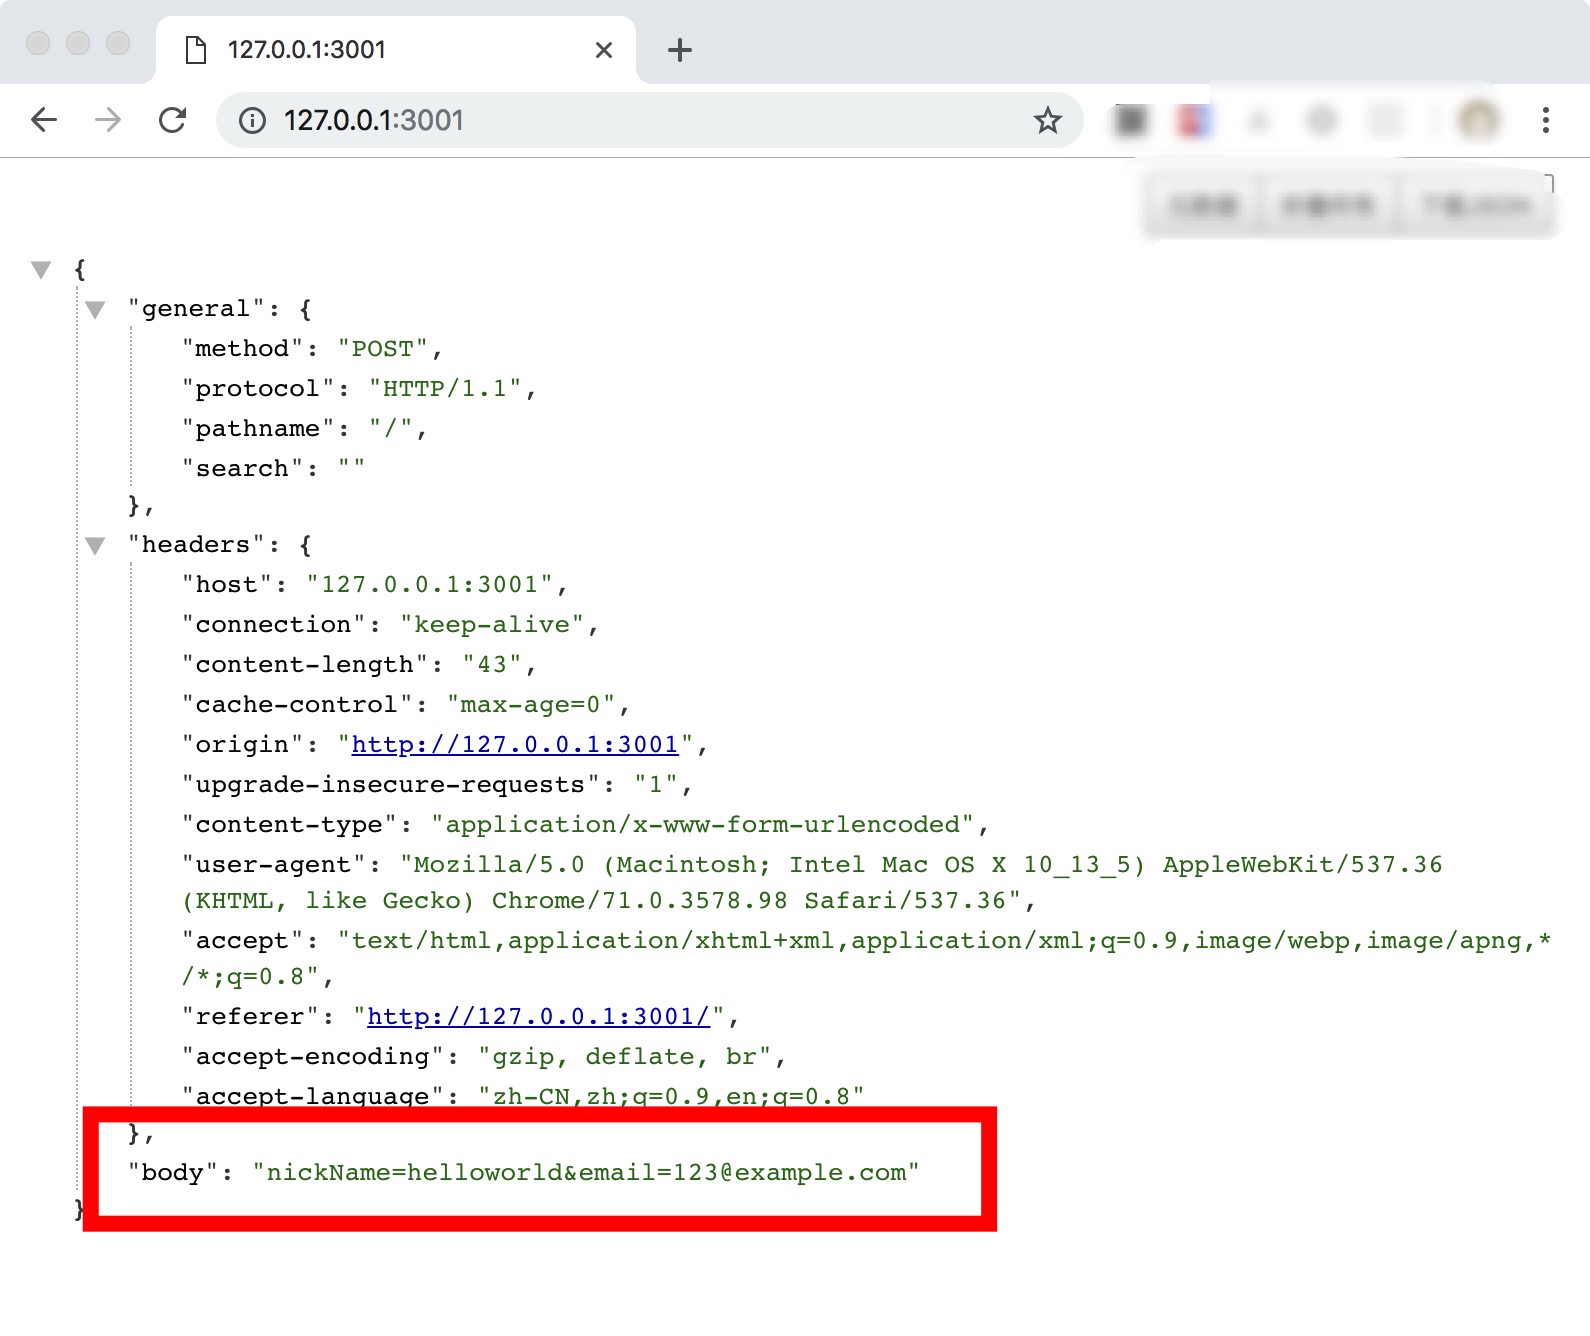 127.0.0.1:3001
127.0.0.1:3001
{
"general": {
"method": "POST",
"protocol": "HTTP/1.1",
"pathname": "/",
"search": ""
},
"headers": {
"host": "127.0.0.1:3001",
"connection": "keep-alive",
"content-length": "43",
"cache-control": "max-age=0",
"origin": "http://127.0.0.1:3001",
"upgrade-insecure-requests": "1",
"content-type": "application/x-www-form-urlencoded",
"user-agent": "Mozilla/5.0 (Macintosh; Intel Mac OS X 10_13_5) AppleWebKit/537.36
(KHTML, like Gecko) Chrome/71.0.3578.98 Safari/537.36",
"accept": "text/html,application/xhtml+xml,application/xml;q=0.9,image/webp,image/apng,*
/*;q=0.8",
"referer": "http://127.0.0.1:3001/",
"accept-encoding": "gzip, deflate, br",
"accept-language": "zh-CN,zh;q=0.9,en;q=0.8"
},
"body": "nickName=helloworld&email=123@example.com"
}